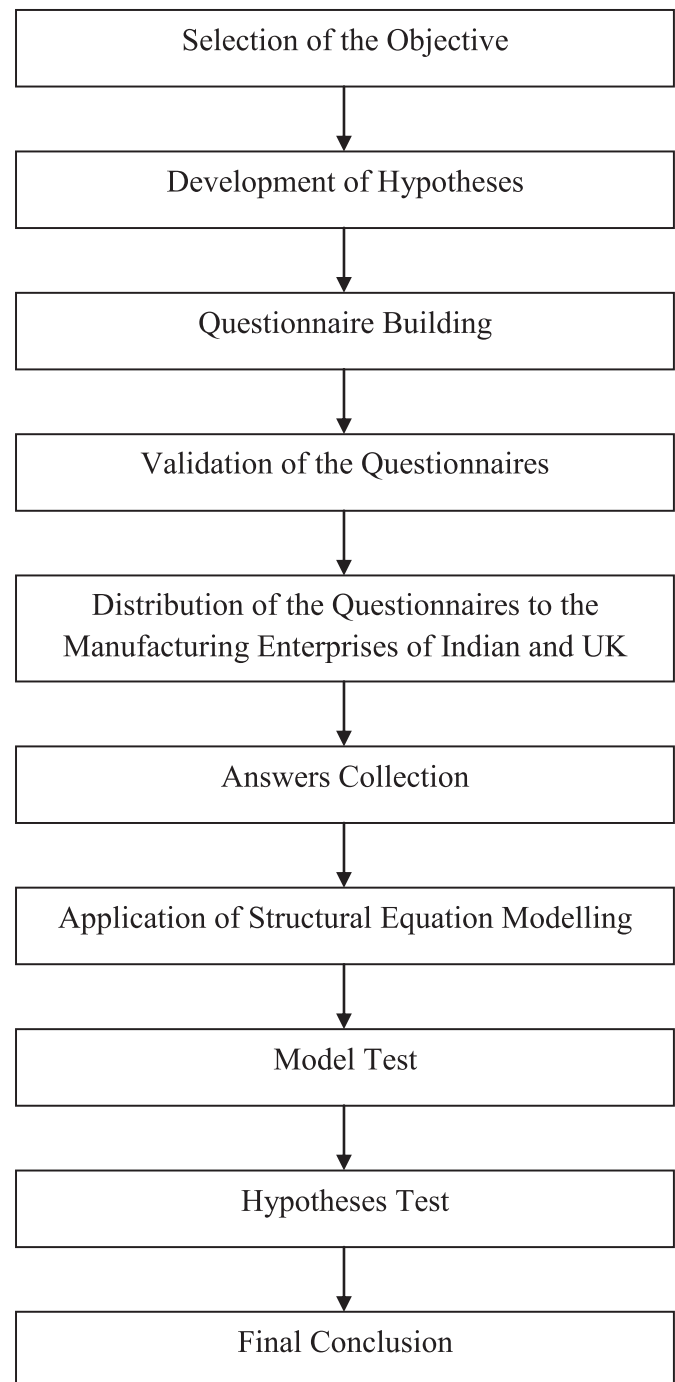 Selection of the Objective
Development of Hypotheses
Questionnaire Building
Validation of the Questionnaires
Distribution of the Questionnaires to the
Manufacturing Enterprises of Indian and UK
Answers Collection
Application of Structural Equation Modelling
Model Test
Hypotheses Test
Final Conclusion